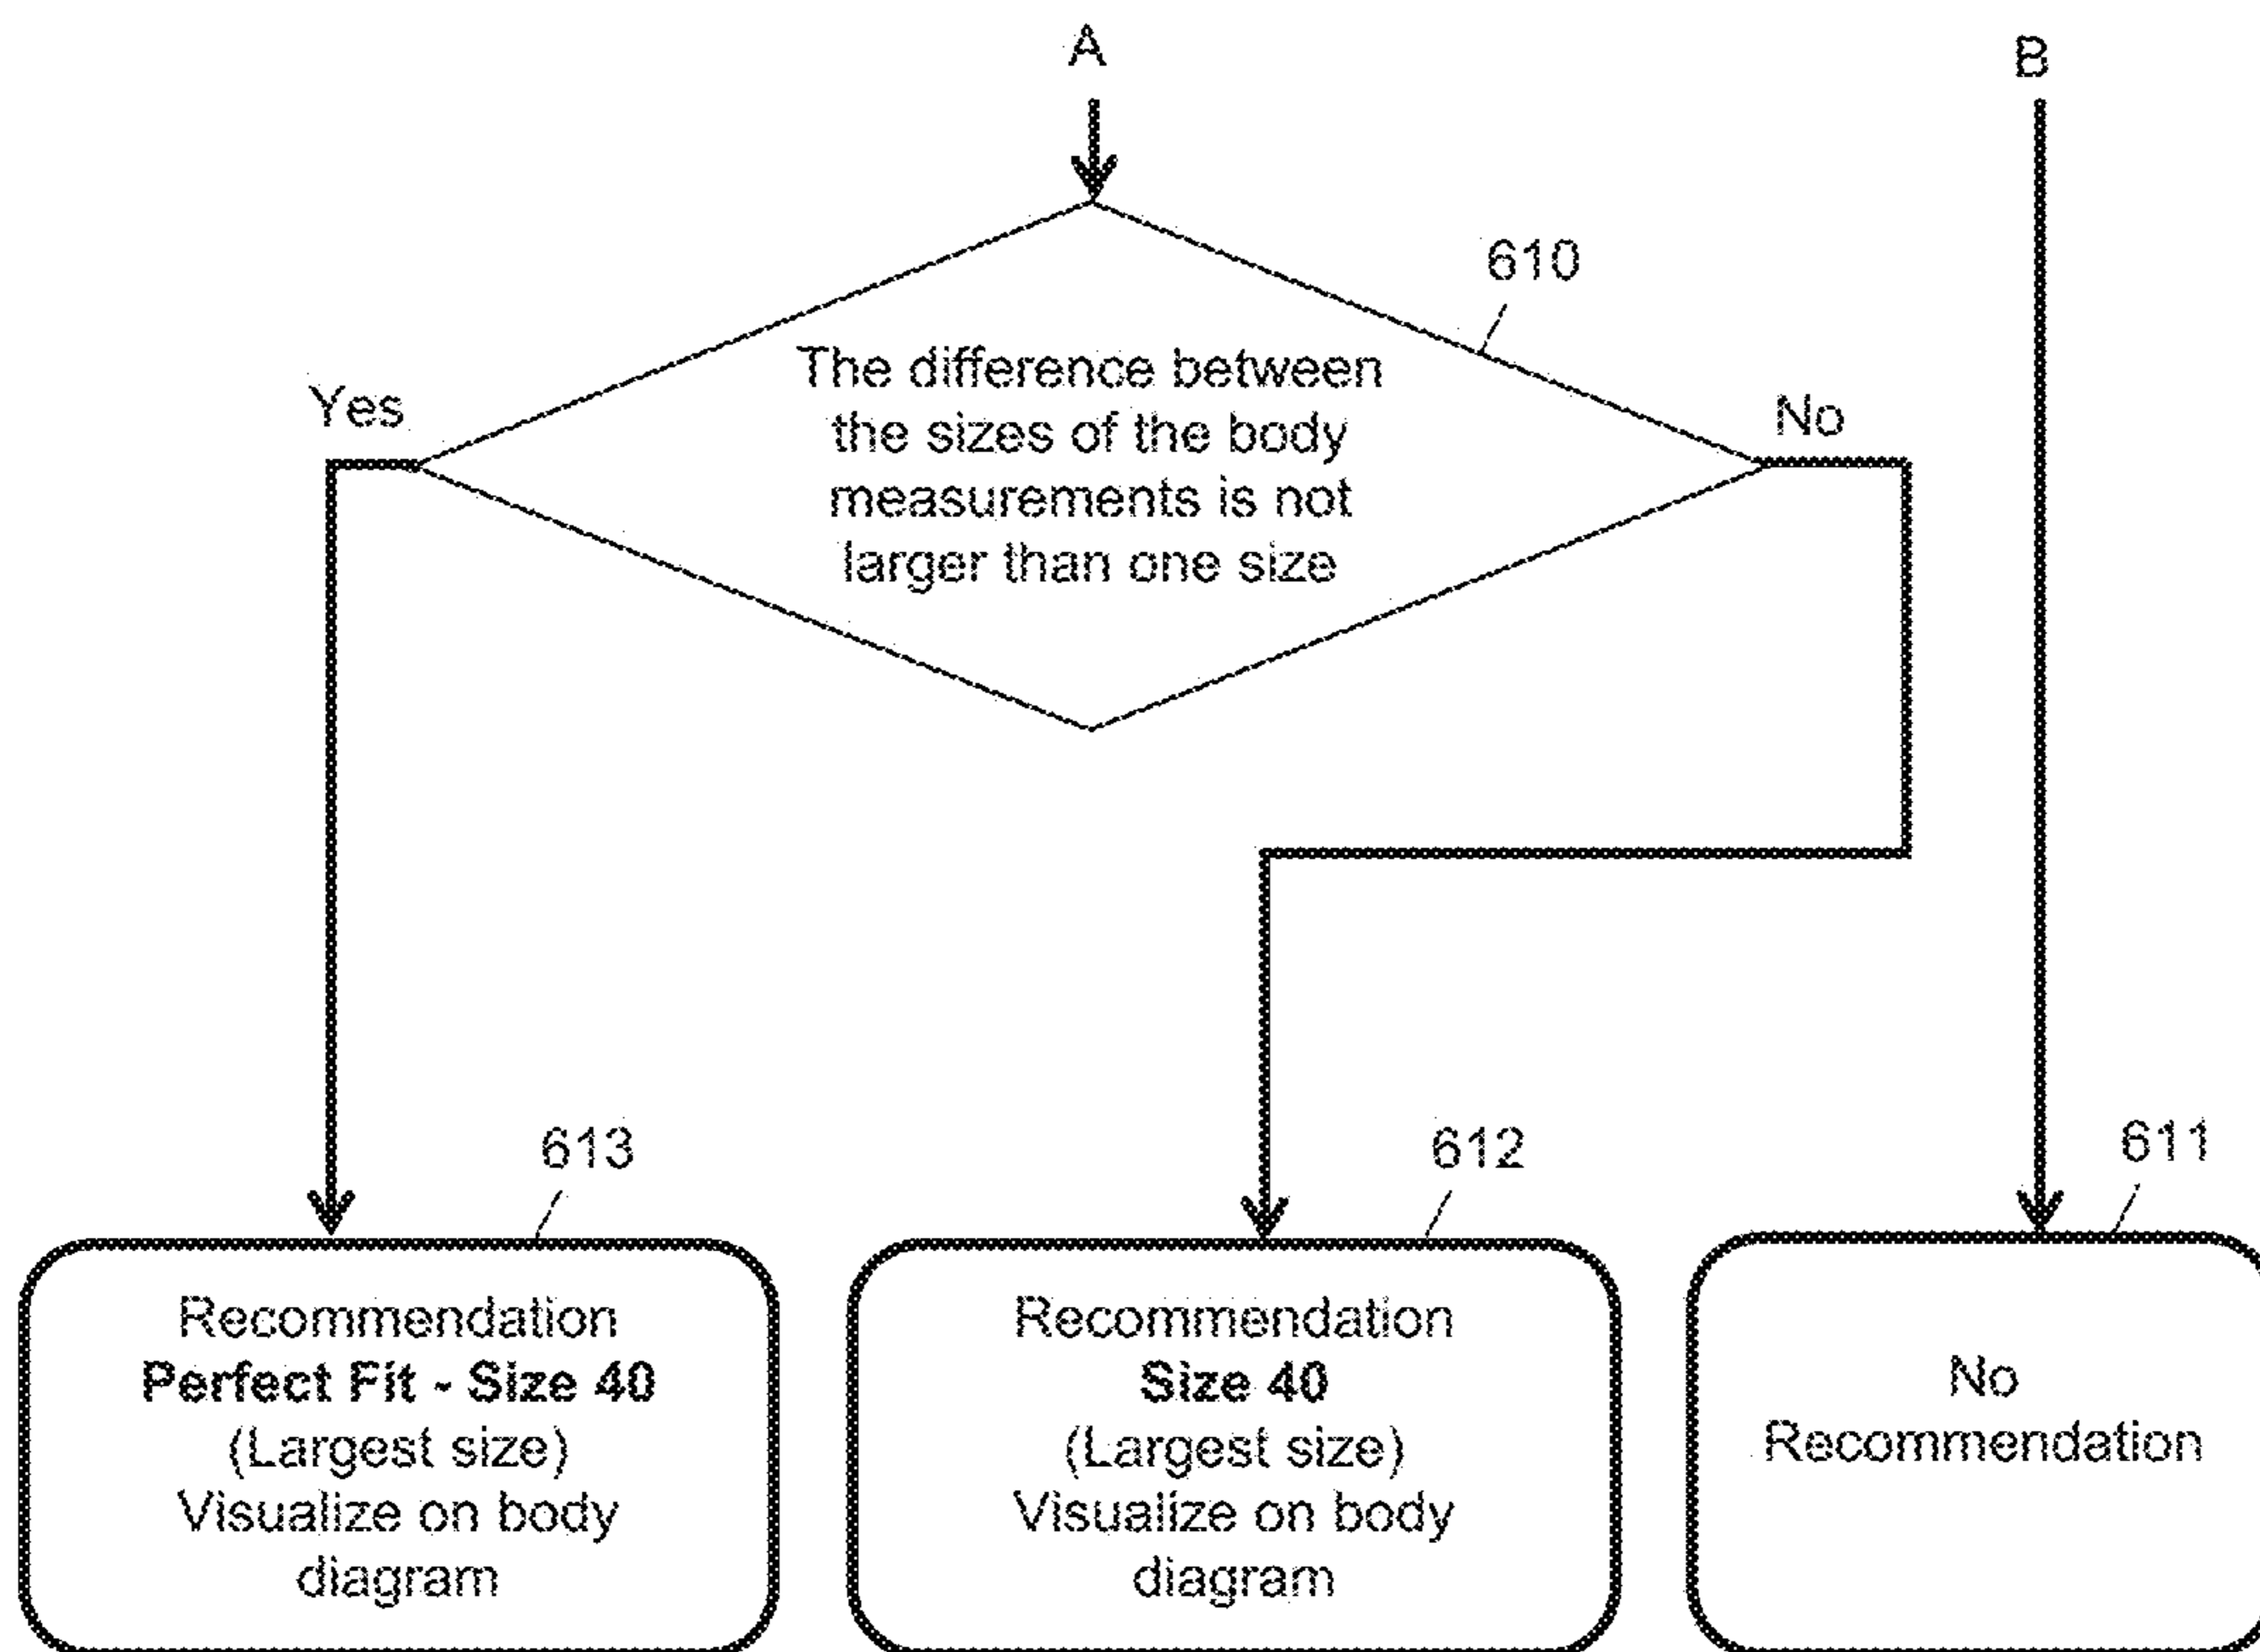 A
B
610
The difference between
the sizes of the body
measurements is not
larger than one size
Yes
No
613
612
611
Recommendation
Perfect Fit - Size 40
(Largest size)
Visualize on body
diagram
Recommendation
Size 40
(Largest size)
Visualize on body
diagram
No
Recommendation